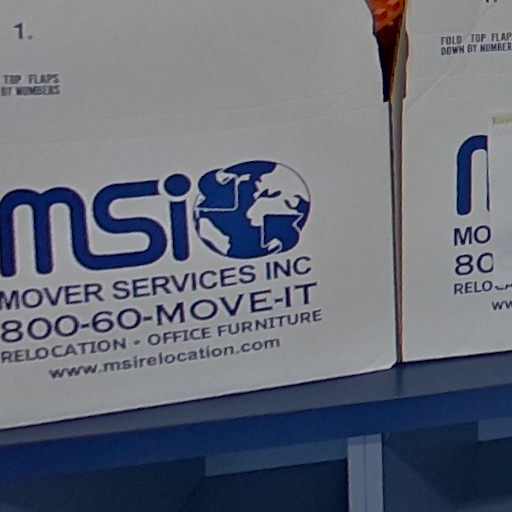 1.
TOP FLAPS
BY NUMBERS
msi
MOVER SERVICES INC
800-60-MOVE-IT
RELOCATION • OFFICE FURNITURE
www.msirelocation.com
FOLD TOP FLAP
DOWN BY NUMBER
m
MO
80
RELO